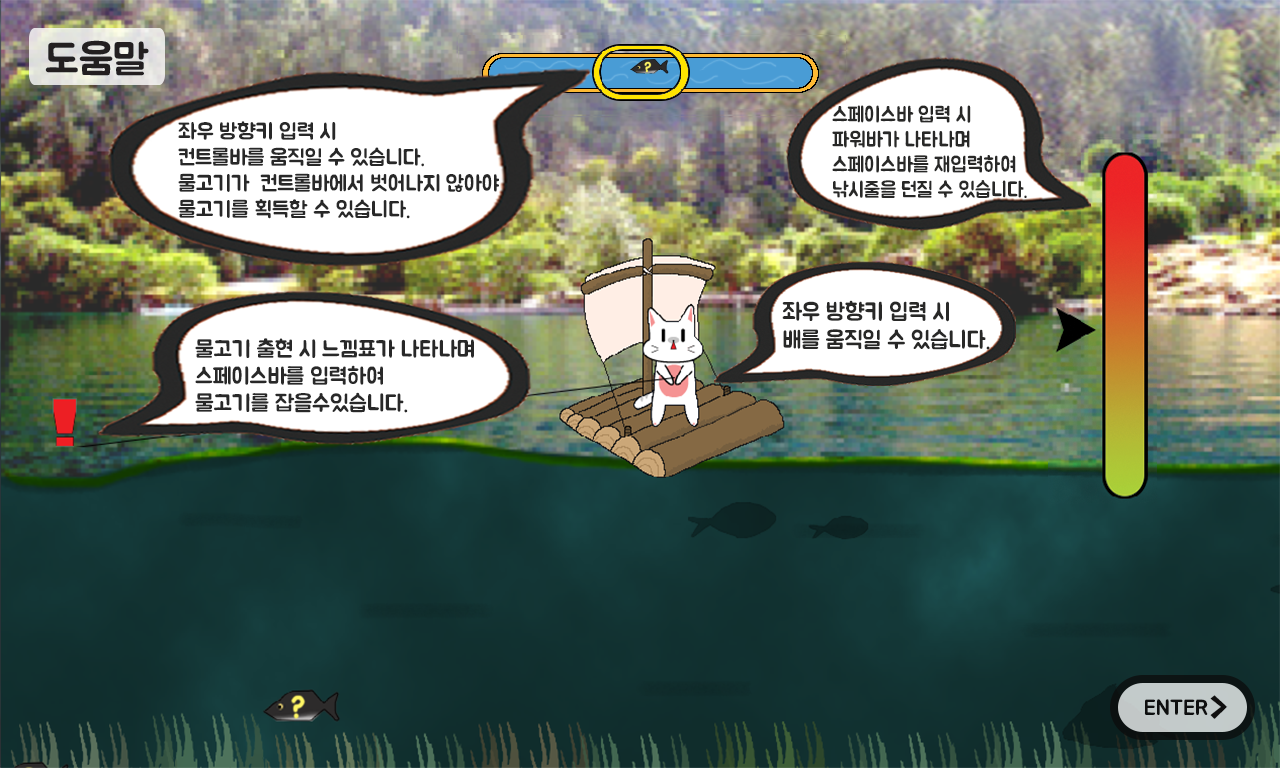 도움말
좌우 방향키 입력 시
컨트롤바를 움직일 수 있습니다.
물고기가 컨트롤바에서 벗어나지 않아야
물고기를 획득할 수 있습니다.
스페이스바 입력 시
파워바가 나타나며
스페이스바를 재입력하여
낚시줄을 던질 수 있습니다.
물고기 출현 시 느낌표가 나타나며
스페이스바를 입력하여
물고기를 잡을수있습니다.
좌우 방향키 입력 시
배를 움직일 수 있습니다.
?
!
?
ENTER